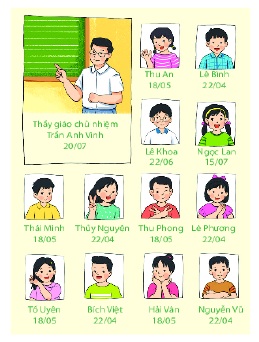 Thu An
18/05
Lê Bình
22/04
Thầy giáo chủ nhiệm
Trần Anh Vinh
20/07
Lê Khoa
22/06
Ngọc Lan
15/07
Thái Minh
18/05
Thủy Nguyên
22/04
Thu Phong
18/05
Lê Phương
22/04
Tố Uyên
18/05
Bích Việt
22/04
Hải Vân
18/05
Nguyên Vũ
22/04